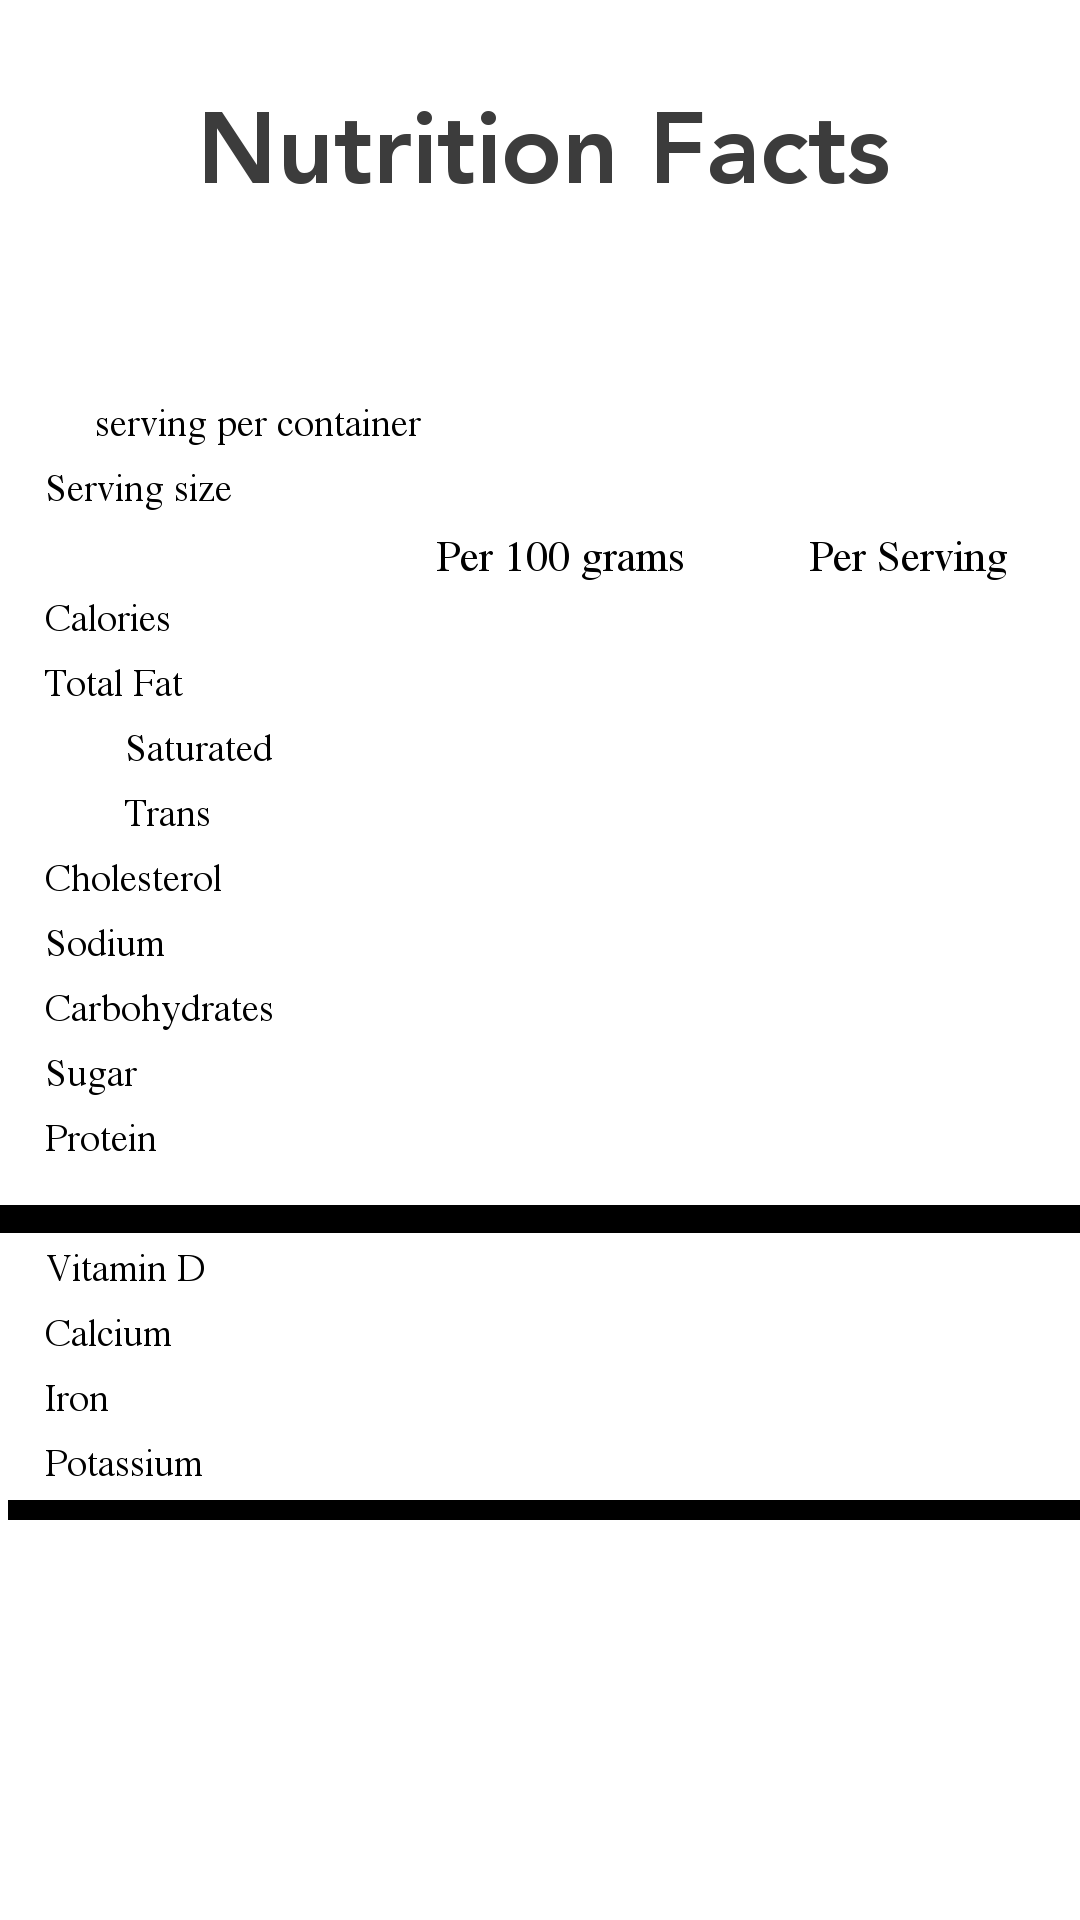 Nutrition Facts
serving per container
Serving size
Per 100 grams Per Serving
Calories
Total Fat
Saturated
Trans
Cholesterol
Sodium
Carbohydrates
Sugar
Protein
Vitamin D
Calcium
Iron
Potassium